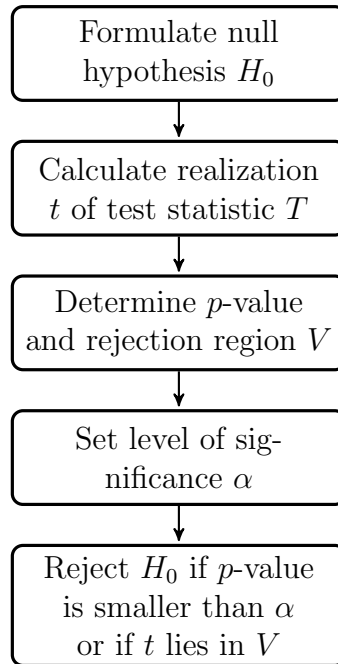 Formulate null
hypothesis H₀
Calculate realization
t of test statistic T
Determine p-value
and rejection region V
Set level of sig-
nificance α
Reject H₀ if p-value
is smaller than α
or if t lies in V